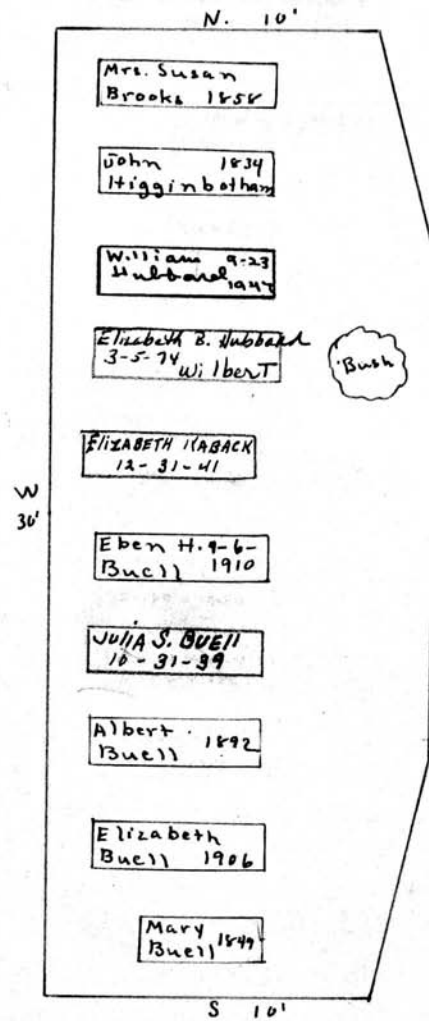 N. 10'
Mrs. Susan
Brooks 1858
John 1834
Higginbotham
William 9-23
Hubbard 1947
Elizabeth B. Hubbard
3-5-74 Wilbert
Bush
ElizABETH KABACK
12-31-41
W
30'
Eben H. 9-6-
Buell 1910
JuliA S. BUEll
10-31-39
Albert
Buell 1892
Elizabeth
Buell 1906
Mary
Buell 1849
S 10'